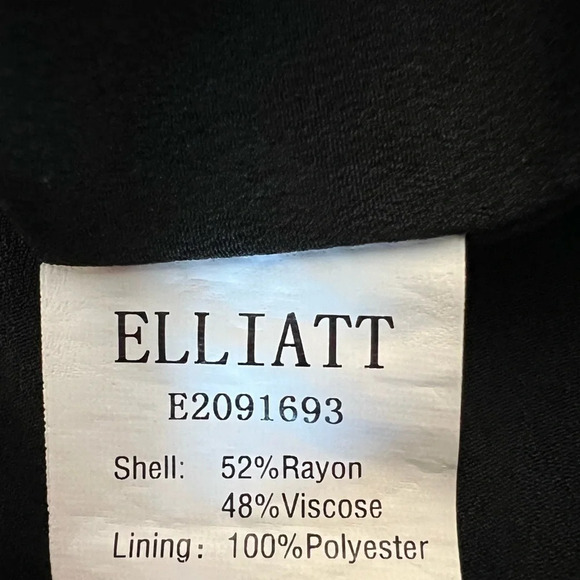 ELLIATT
E2091693
Shell: 52%Rayon
48%Viscose
Lining: 100%Polyester